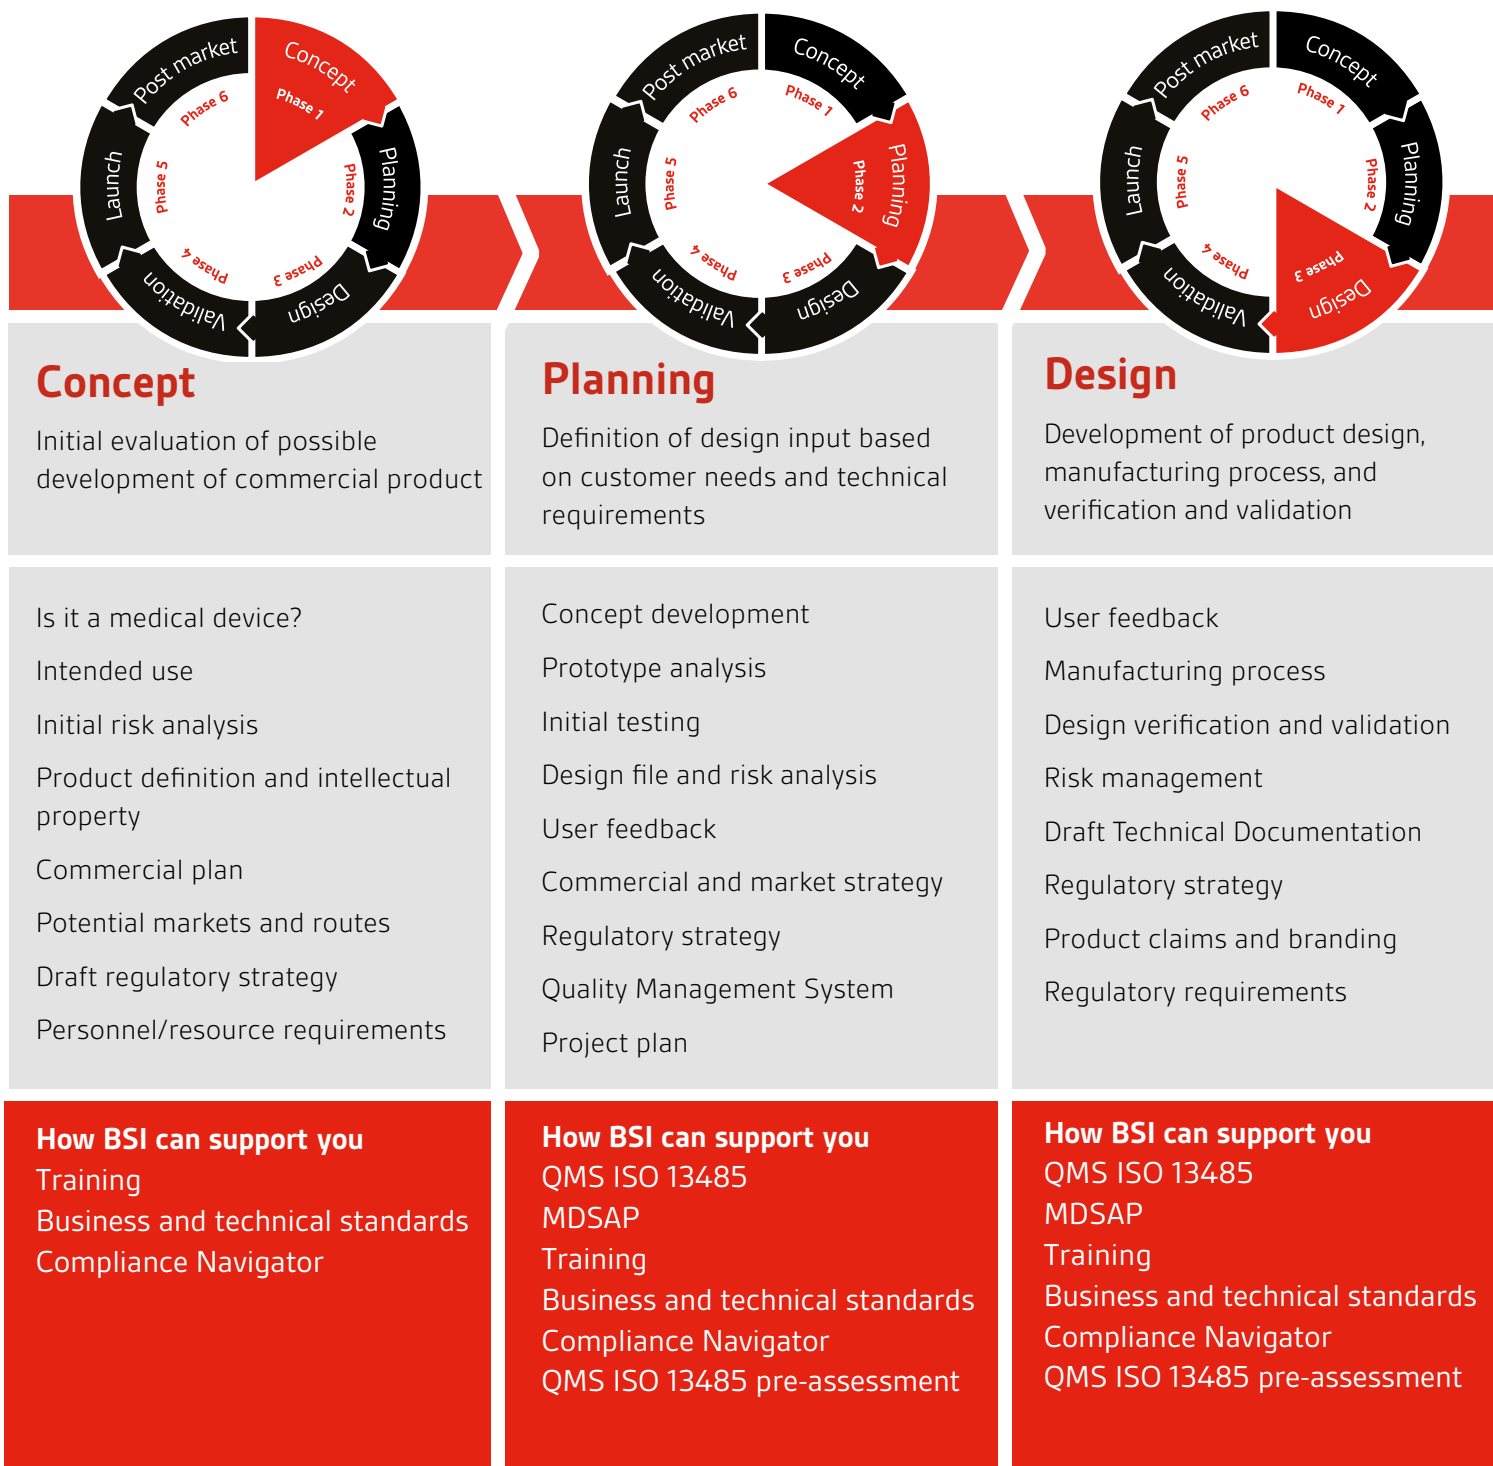 Post market
Concept
Planning
Design
Validation
Launch
Phase 6
Phase 1
Phase 2
Phase 3
Phase 4
Phase 5
Concept
Initial evaluation of possible
development of commercial product
Is it a medical device?
Intended use
Initial risk analysis
Product definition and intellectual
property
Commercial plan
Potential markets and routes
Draft regulatory strategy
Personnel/resource requirements
How BSI can support you
Training
Business and technical standards
Compliance Navigator
Post market
Concept
Planning
Design
Validation
Launch
Phase 6
Phase 1
Phase 2
Phase 3
Phase 4
Phase 5
Planning
Definition of design input based
on customer needs and technical
requirements
Concept development
Prototype analysis
Initial testing
Design file and risk analysis
User feedback
Commercial and market strategy
Regulatory strategy
Quality Management System
Project plan
How BSI can support you
QMS ISO 13485
MDSAP
Training
Business and technical standards
Compliance Navigator
QMS ISO 13485 pre-assessment
Post market
Concept
Planning
Design
Validation
Launch
Phase 6
Phase 1
Phase 2
Phase 3
Phase 4
Phase 5
Design
Development of product design,
manufacturing process, and
verification and validation
User feedback
Manufacturing process
Design verification and validation
Risk management
Draft Technical Documentation
Regulatory strategy
Product claims and branding
Regulatory requirements
How BSI can support you
QMS ISO 13485
MDSAP
Training
Business and technical standards
Compliance Navigator
QMS ISO 13485 pre-assessment